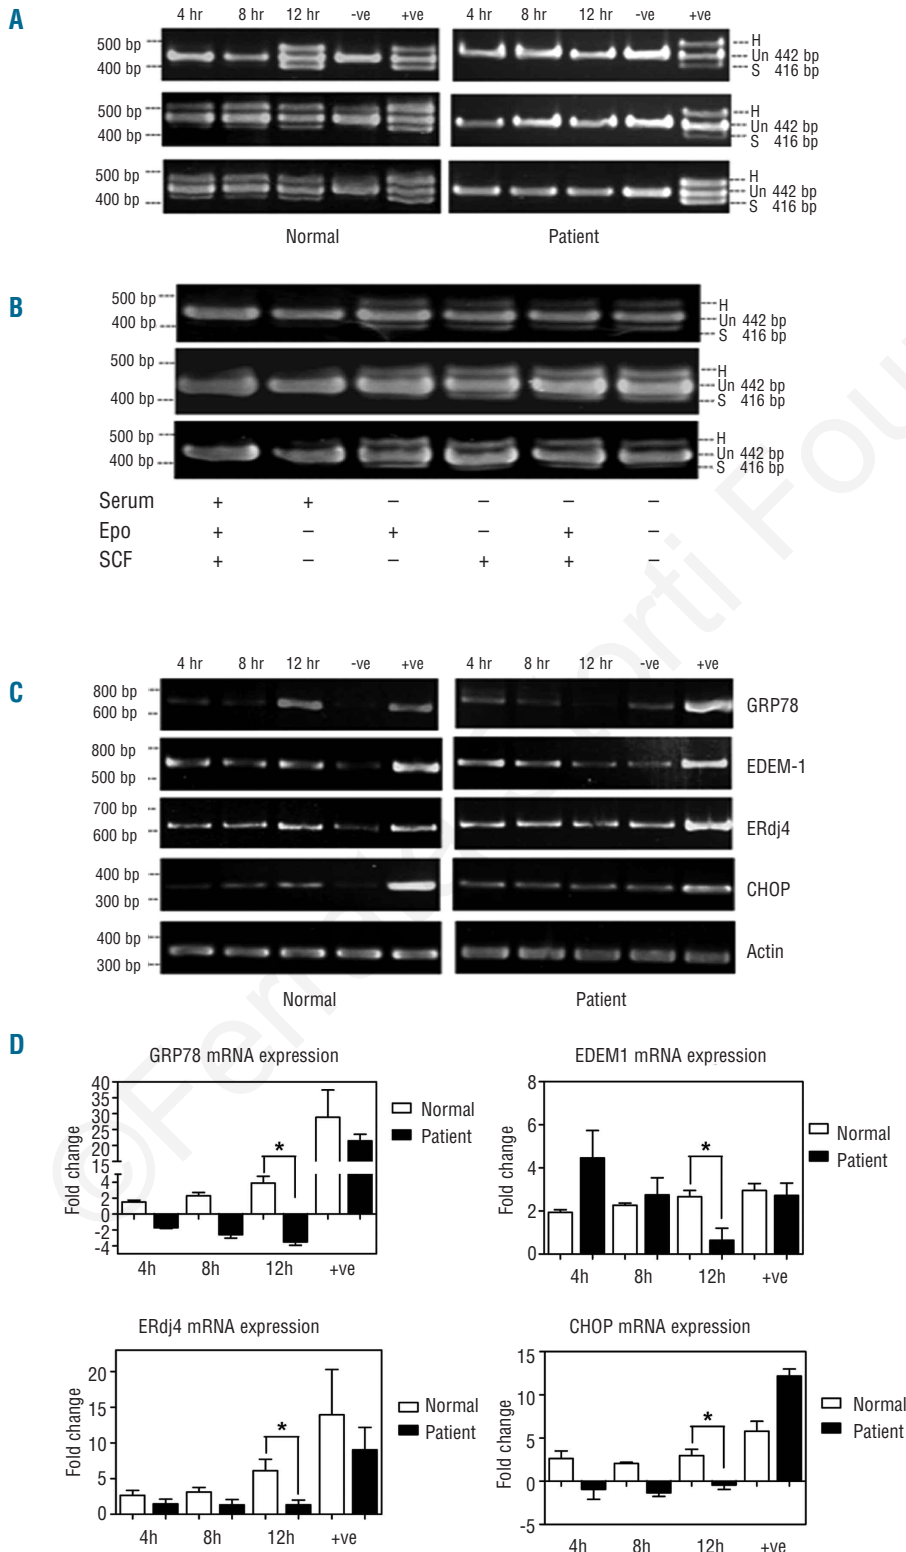 A
4 hr 8 hr 12 hr -ve +ve 4 hr 8 hr 12 hr -ve +ve
500 bp H
Un 442 bp
400 bp S 416 bp
500 bp H
Un 442 bp
400 bp S 416 bp
500 bp H
Un 442 bp
400 bp S 416 bp
Normal Patient
B
500 bp H
400 bp Un 442 bp
S 416 bp
500 bp H
Un 442 bp
400 bp S 416 bp
500 bp H
400 bp Un 442 bp
S 416 bp
Serum + + – – – –
Epo + – + – + –
SCF + – – + + –
C
4 hr 8 hr 12 hr -ve +ve 4 hr 8 hr 12 hr -ve +ve
800 bp
600 bp GRP78
800 bp
500 bp EDEM-1
700 bp
600 bp ERdj4
400 bp
300 bp CHOP
400 bp
300 bp Actin
Normal Patient
D
GRP78 mRNA expression
Fold change
40
35
30
25
20
15
4
2
0
-2
-4
*
4h 8h 12h +ve
Normal
Patient
EDEM1 mRNA expression
Fold change
8
6
4
2
0
*
4h 8h 12h +ve
Normal
Patient
ERdj4 mRNA expression
Fold change
20
15
10
5
0
*
4h 8h 12h +ve
Normal
Patient
CHOP mRNA expression
Fold change
15
10
5
0
-5
*
4h 8h 12h +ve
Normal
Patient